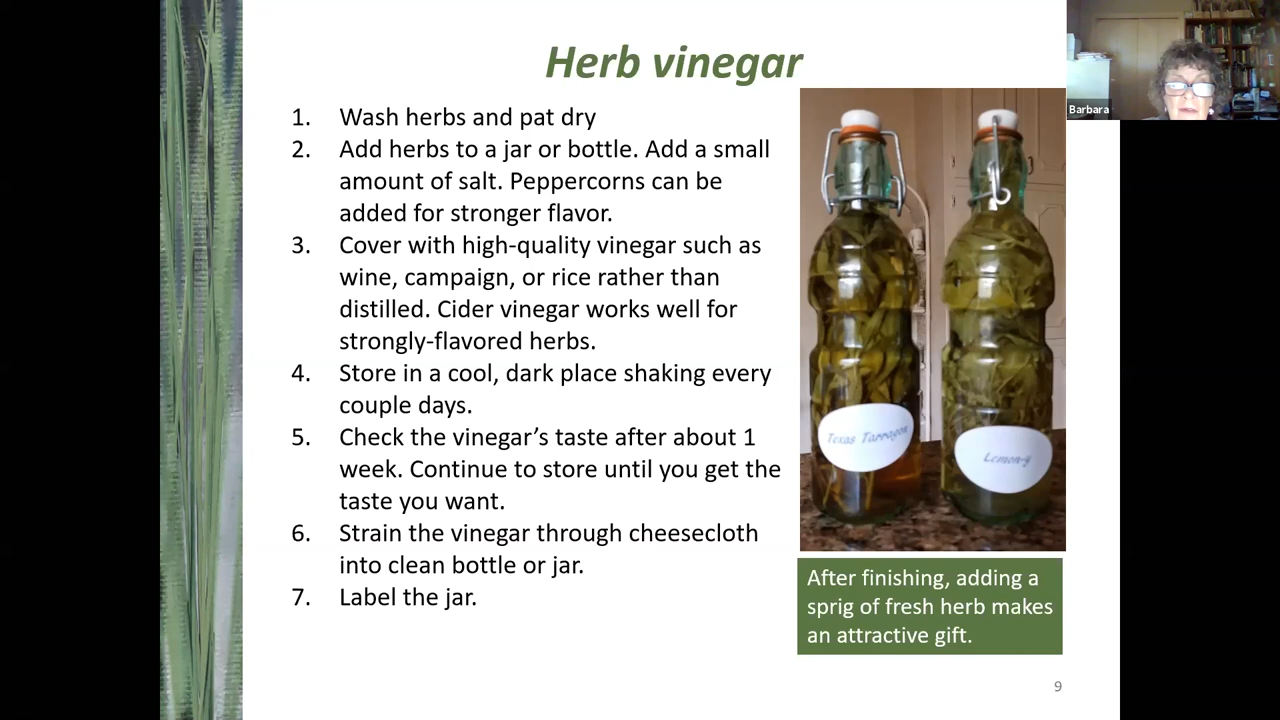 Herb vinegar
Barbara
1. Wash herbs and pat dry
2. Add herbs to a jar or bottle. Add a small
amount of salt. Peppercorns can be
added for stronger flavor.
3. Cover with high-quality vinegar such as
wine, campaign, or rice rather than
distilled. Cider vinegar works well for
strongly-flavored herbs.
4. Store in a cool, dark place shaking every
couple days.
5. Check the vinegar’s taste after about 1
week. Continue to store until you get the
taste you want.
6. Strain the vinegar through cheesecloth
into clean bottle or jar.
7. Label the jar.
Texas Tarragon
Lemon-y
After finishing, adding a
sprig of fresh herb makes
an attractive gift.
9